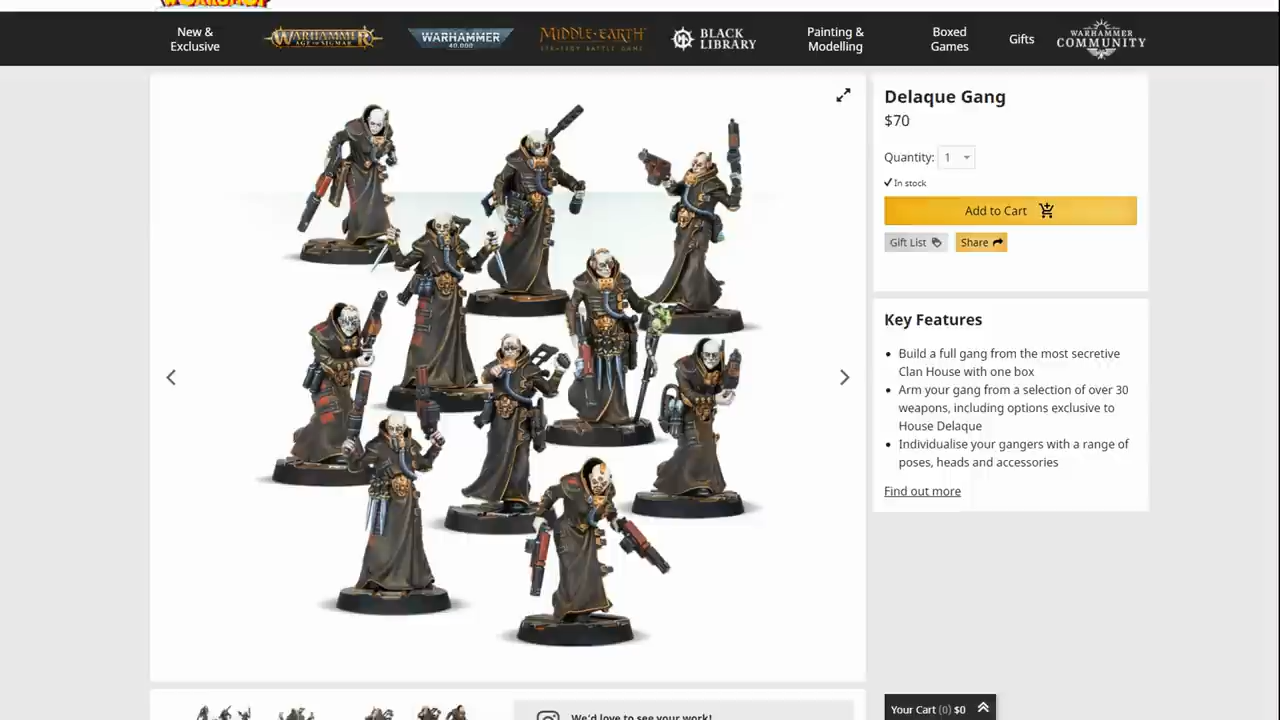 WORKSHOP
New &
Exclusive
WARHAMMER
AGE OF SIGMAR
WARHAMMER
40,000
MIDDLE-EARTH
STRATEGY BATTLE GAME
BLACK
LIBRARY
Painting &
Modelling
Boxed
Games
Gifts
WARHAMMER
COMMUNITY
Delaque Gang
$70
Quantity: 1
In stock
Add to Cart
Gift List
Share
Key Features
• Build a full gang from the most secretive
Clan House with one box
• Arm your gang from a selection of over 30
weapons, including options exclusive to
House Delaque
• Individualise your gangers with a range of
poses, heads and accessories
Find out more
We'd love to see your work!
Your Cart (0) $0